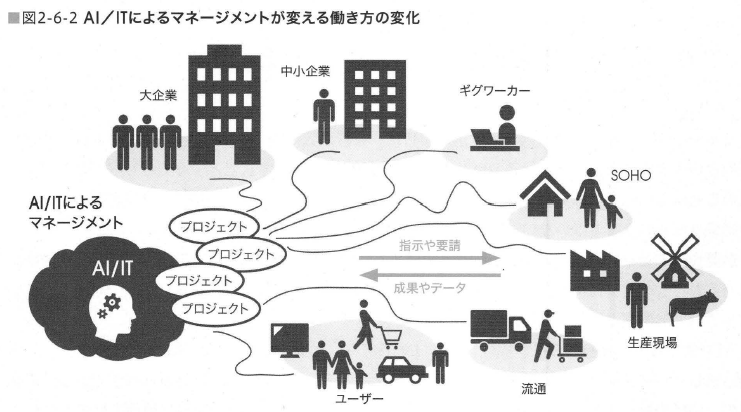 ■図2-6-2 AI／ITによるマネージメントが変える働き方の変化
大企業
中小企業
ギグワーカー
SOHO
AI/ITによる
マネージメント
AI/IT
プロジェクト
プロジェクト
プロジェクト
プロジェクト
指示や要請
成果やデータ
生産現場
流通
ユーザー